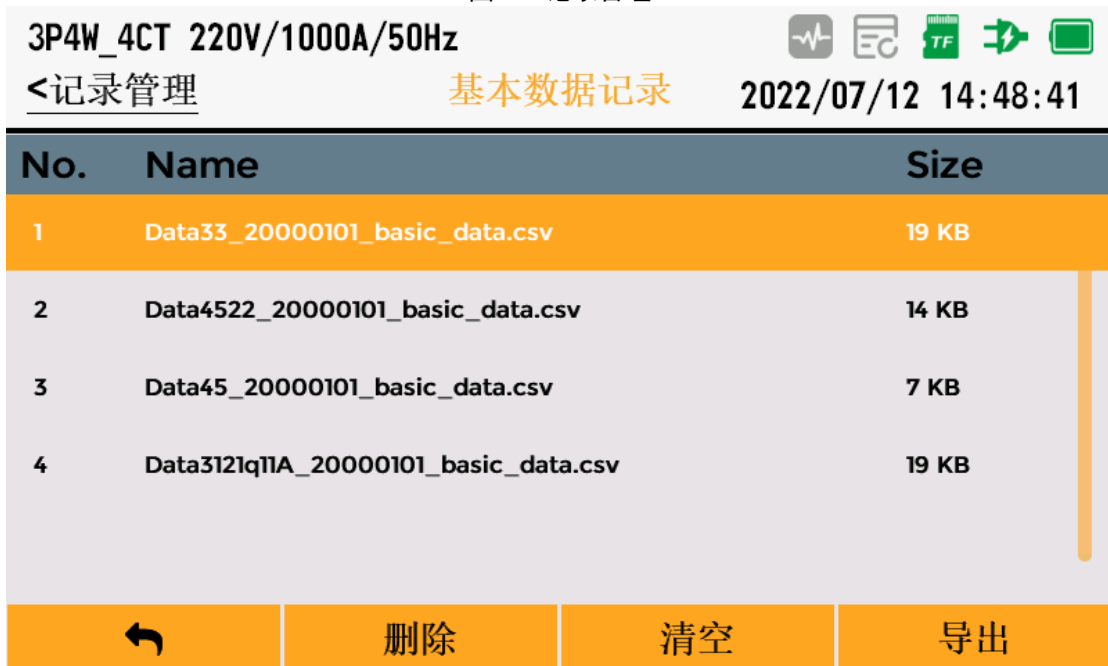 3P4W_4CT 220V/1000A/50Hz
TF
<记录管理
基本数据记录
2022/07/12 14:48:41
No. Name Size
1 Data33_20000101_basic_data.csv 19 KB
2 Data4522_20000101_basic_data.csv 14 KB
3 Data45_20000101_basic_data.csv 7 KB
4 Data3121q11A_20000101_basic_data.csv 19 KB
删除 清空 导出